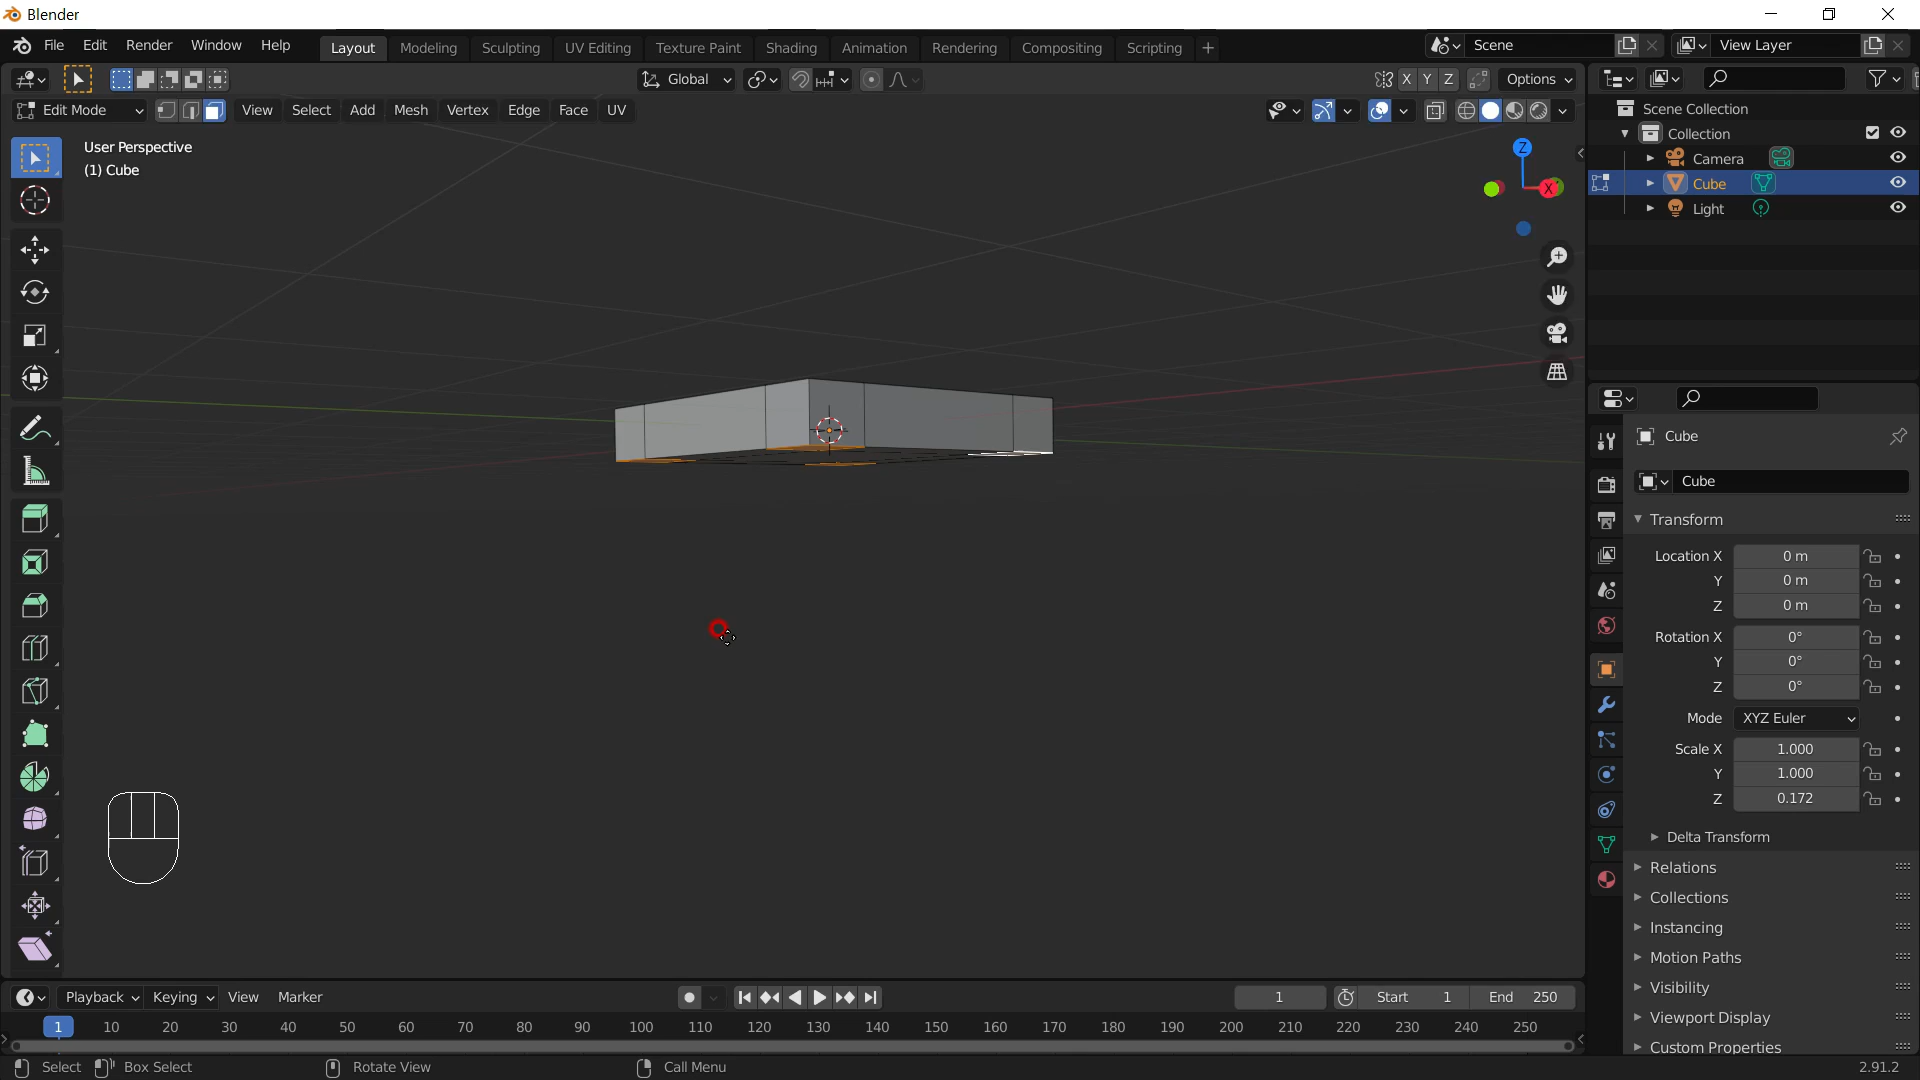 Blender
File Edit Render Window Help Layout Modeling Sculpting UV Editing Texture Paint Shading Animation Rendering Compositing Scripting + Scene View Layer
Global X Y Z Options
Edit Mode View Select Add Mesh Vertex Edge Face UV
User Perspective
(1) Cube
Z
X
Scene Collection
Collection
Camera
Cube
Light
Cube
Cube
Transform
Location X 0 m
Y 0 m
Z 0 m
Rotation X 0°
Y 0°
Z 0°
Mode XYZ Euler
Scale X 1.000
Y 1.000
Z 0.172
Delta Transform
Relations
Collections
Instancing
Motion Paths
Visibility
Viewport Display
Custom Properties
Playback Keying View Marker 1 Start 1 End 250
1 10 20 30 40 50 60 70 80 90 100 110 120 130 140 150 160 170 180 190 200 210 220 230 240 250
Select Box Select Rotate View Call Menu 2.91.2